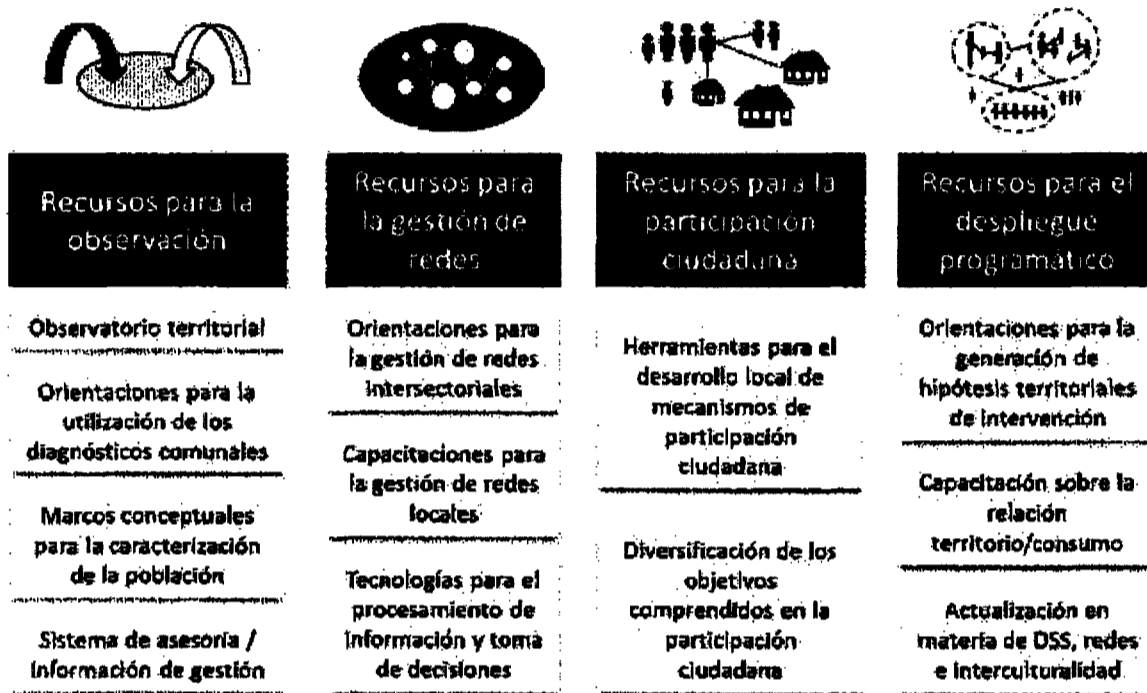 Recursos para la
observación
Observatorio territorial
Orientaciones para la
utilización de los
diagnósticos comunales
Marcos conceptuales
para la caracterización
de la población
Sistema de asesoría /
información de gestión
Recursos para
la gestión de
redes
Orientaciones para
la gestión de redes
intersectoriales
Capacitaciones para
la gestión de redes
locales
Tecnologías para el
procesamiento de
información y toma
de decisiones
Recursos para la
participación
ciudadana
Herramientas para el
desarrollo local de
mecanismos de
participación
ciudadana
Diversificación de los
objetivos
comprendidos en la
participación
ciudadana
Recursos para el
despliegue
programático
Orientaciones para la
generación de
hipótesis territoriales
de intervención
Capacitación sobre la
relación
territorio/consumo
Actualización en
materia de DSS, redes
e interculturalidad